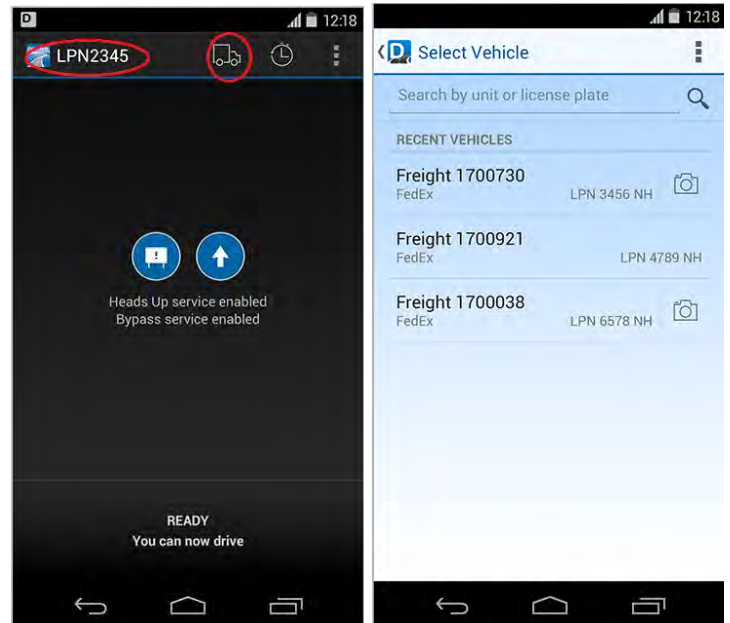 D
12:18
LPN2345
Heads Up service enabled
Bypass service enabled
READY
You can now drive
12:18
D Select Vehicle
Search by unit or license plate
RECENT VEHICLES
Freight 1700730
FedEx LPN 3456 NH
Freight 1700921
FedEx LPN 4789 NH
Freight 1700038
FedEx LPN 6578 NH